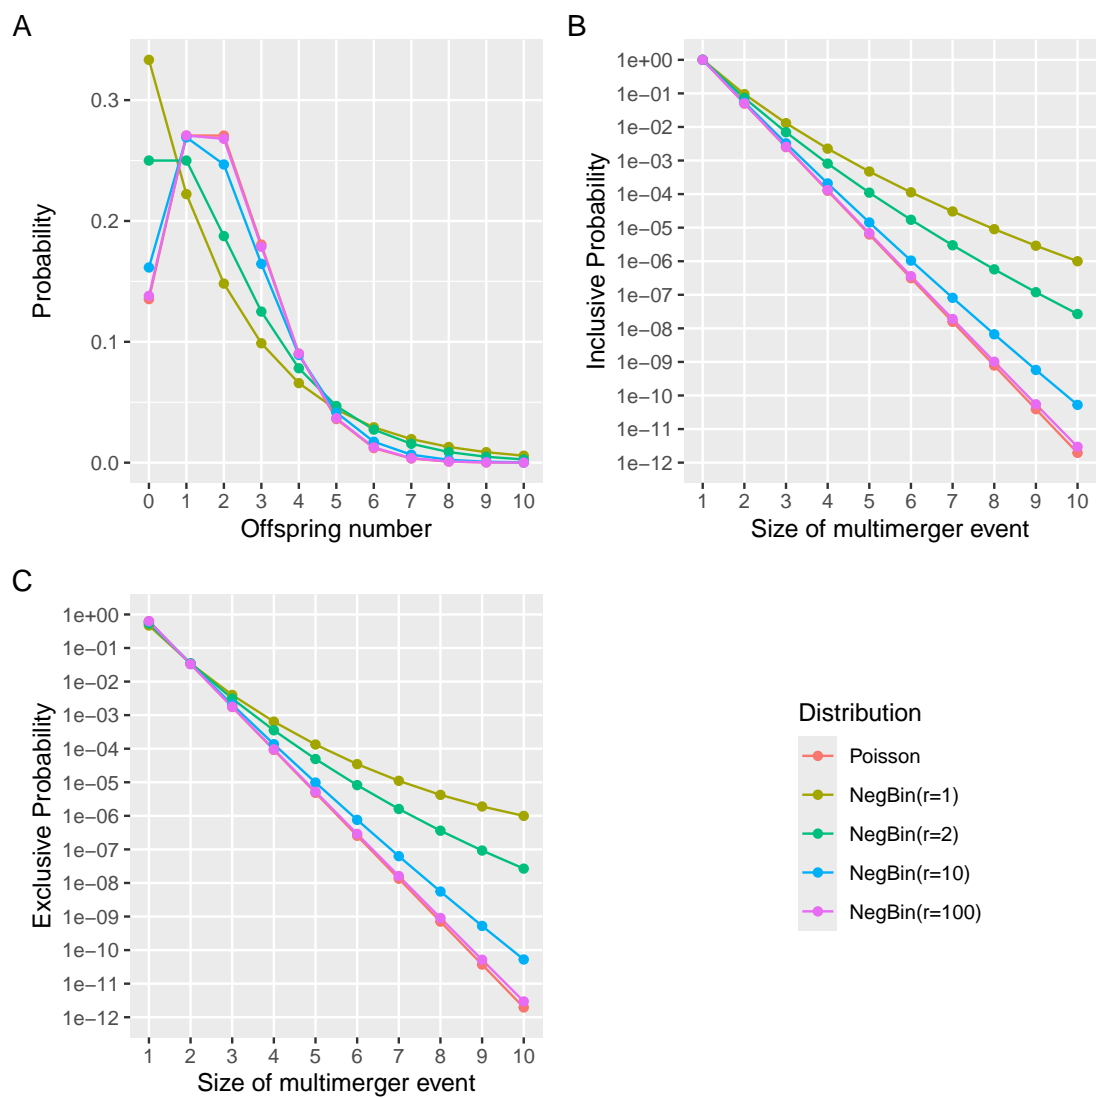 A
Probability
0.3
0.2
0.1
0.0
0 1 2 3 4 5 6 7 8 9 10
Offspring number
B
Inclusive Probability
1e+00
1e−01
1e−02
1e−03
1e−04
1e−05
1e−06
1e−07
1e−08
1e−09
1e−10
1e−11
1e−12
1 2 3 4 5 6 7 8 9 10
Size of multimerger event
C
Exclusive Probability
1e+00
1e−01
1e−02
1e−03
1e−04
1e−05
1e−06
1e−07
1e−08
1e−09
1e−10
1e−11
1e−12
1 2 3 4 5 6 7 8 9 10
Size of multimerger event
Distribution
Poisson
NegBin(r=1)
NegBin(r=2)
NegBin(r=10)
NegBin(r=100)